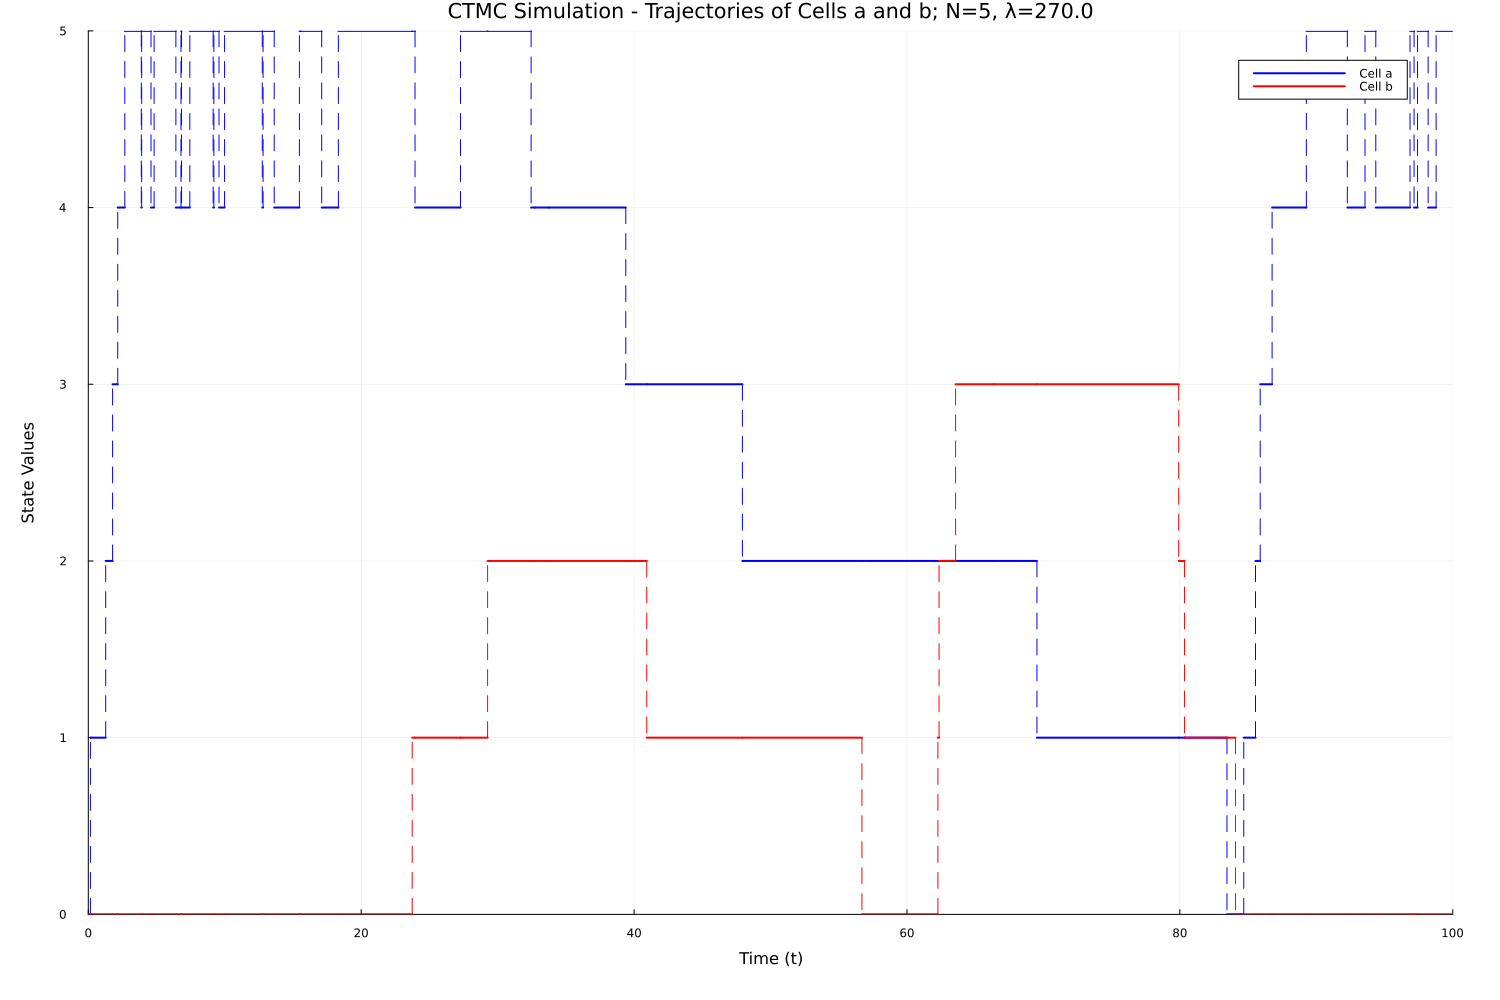 CTMC Simulation - Trajectories of Cells a and b; N=5, λ=270.0
5
Cell a
Cell b
4
3
State Values
2
1
0
0 20 40 60 80 100
Time (t)